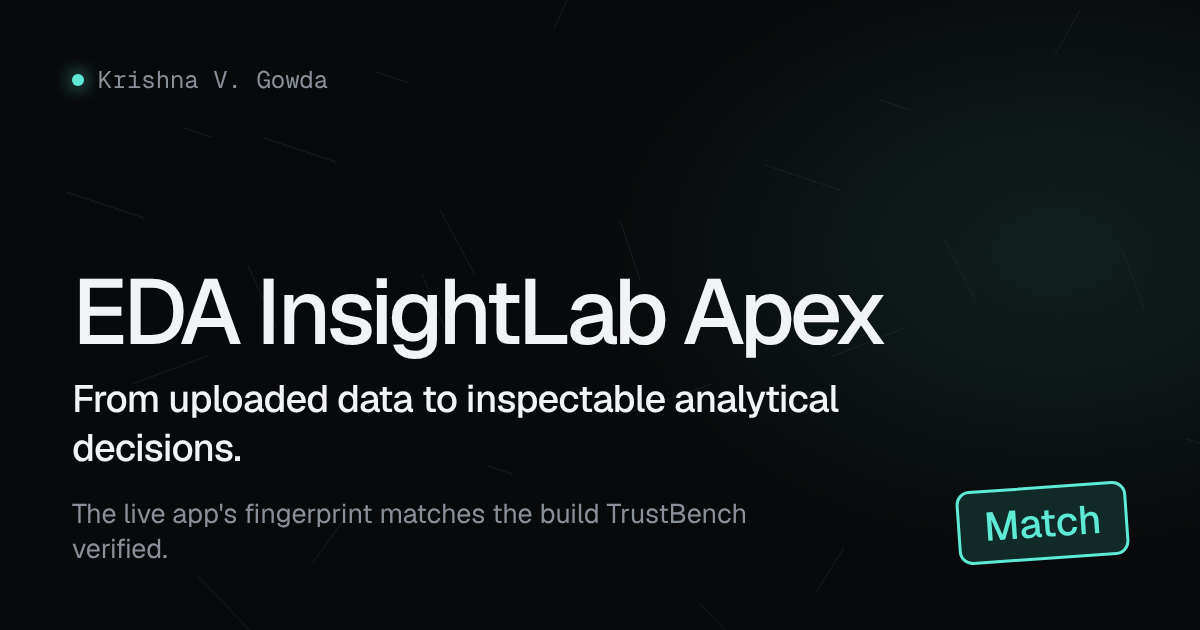 Krishna V. Gowda
EDA InsightLab Apex
From uploaded data to inspectable analytical
decisions.
The live app's fingerprint matches the build TrustBench
verified.
Match